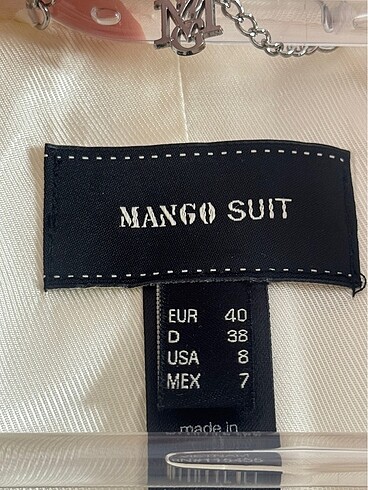 MANGO SUIT
EUR 40
D 38
USA 8
MEX 7
made in